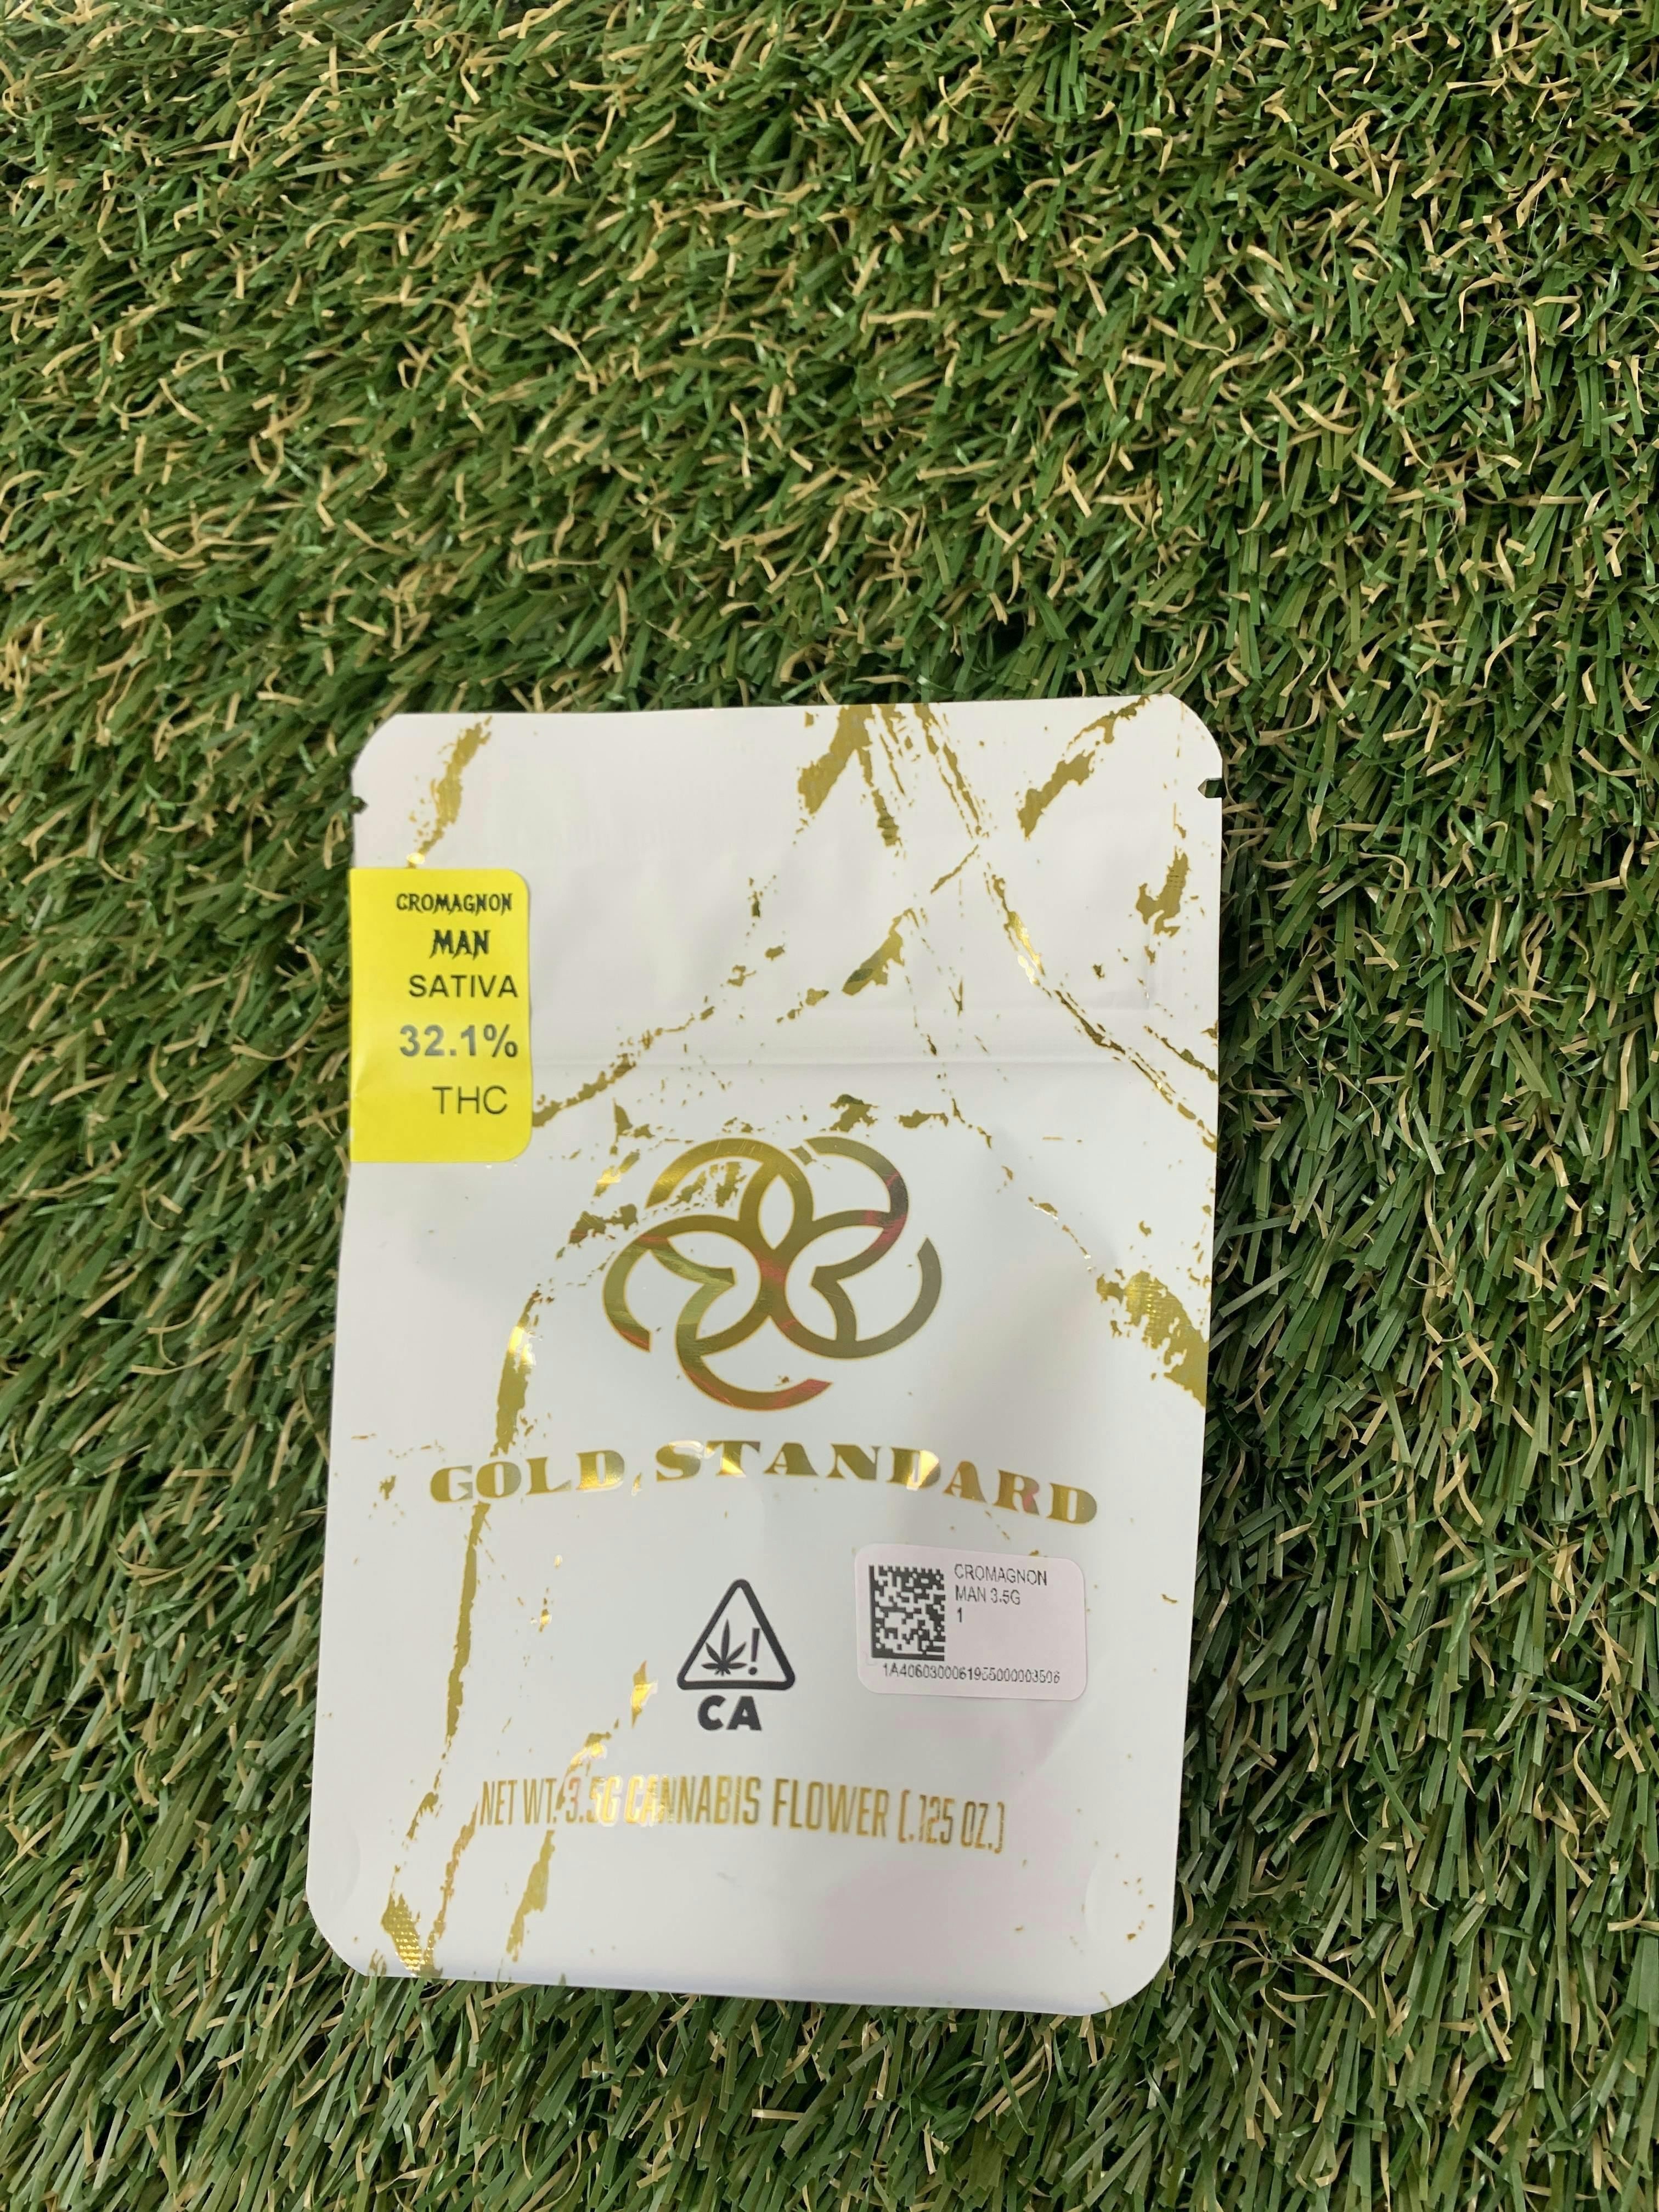 CROMAGNON
MAN
SATIVA
32.1%
THC
GOLD STANDARD
CROMAGNON
MAN 3.5G
1
1A4060300061955000003506
!
CA
NET WT. 3.5G CANNABIS FLOWER (.125 OZ.)